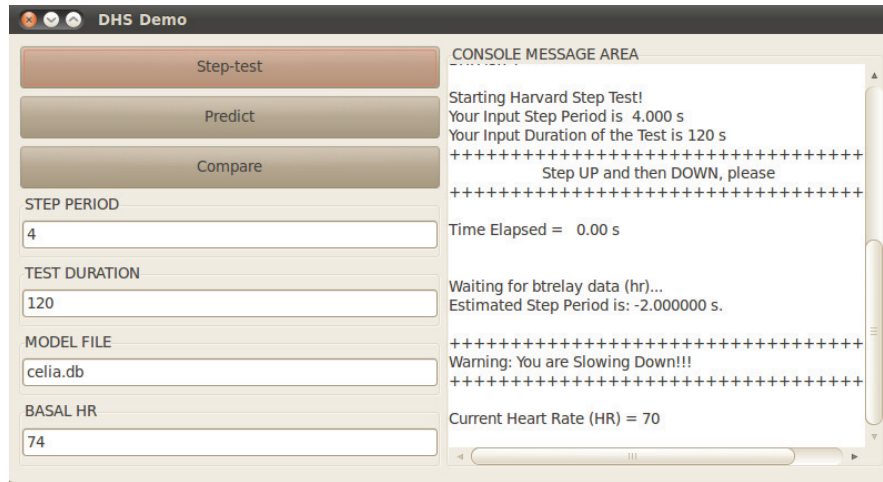 DHS Demo
Step-test
Predict
Compare
STEP PERIOD
4
TEST DURATION
120
MODEL FILE
celia.db
BASAL HR
74
CONSOLE MESSAGE AREA
Starting Harvard Step Test!
Your Input Step Period is  4.000 s
Your Input Duration of the Test is 120 s
++++++++++++++++++++++++++++++++++
Step UP and then DOWN, please
++++++++++++++++++++++++++++++++++
Time Elapsed =   0.00 s
Waiting for btrelay data (hr)...
Estimated Step Period is: -2.000000 s.
++++++++++++++++++++++++++++++++++
Warning: You are Slowing Down!!!
++++++++++++++++++++++++++++++++++
Current Heart Rate (HR) = 70